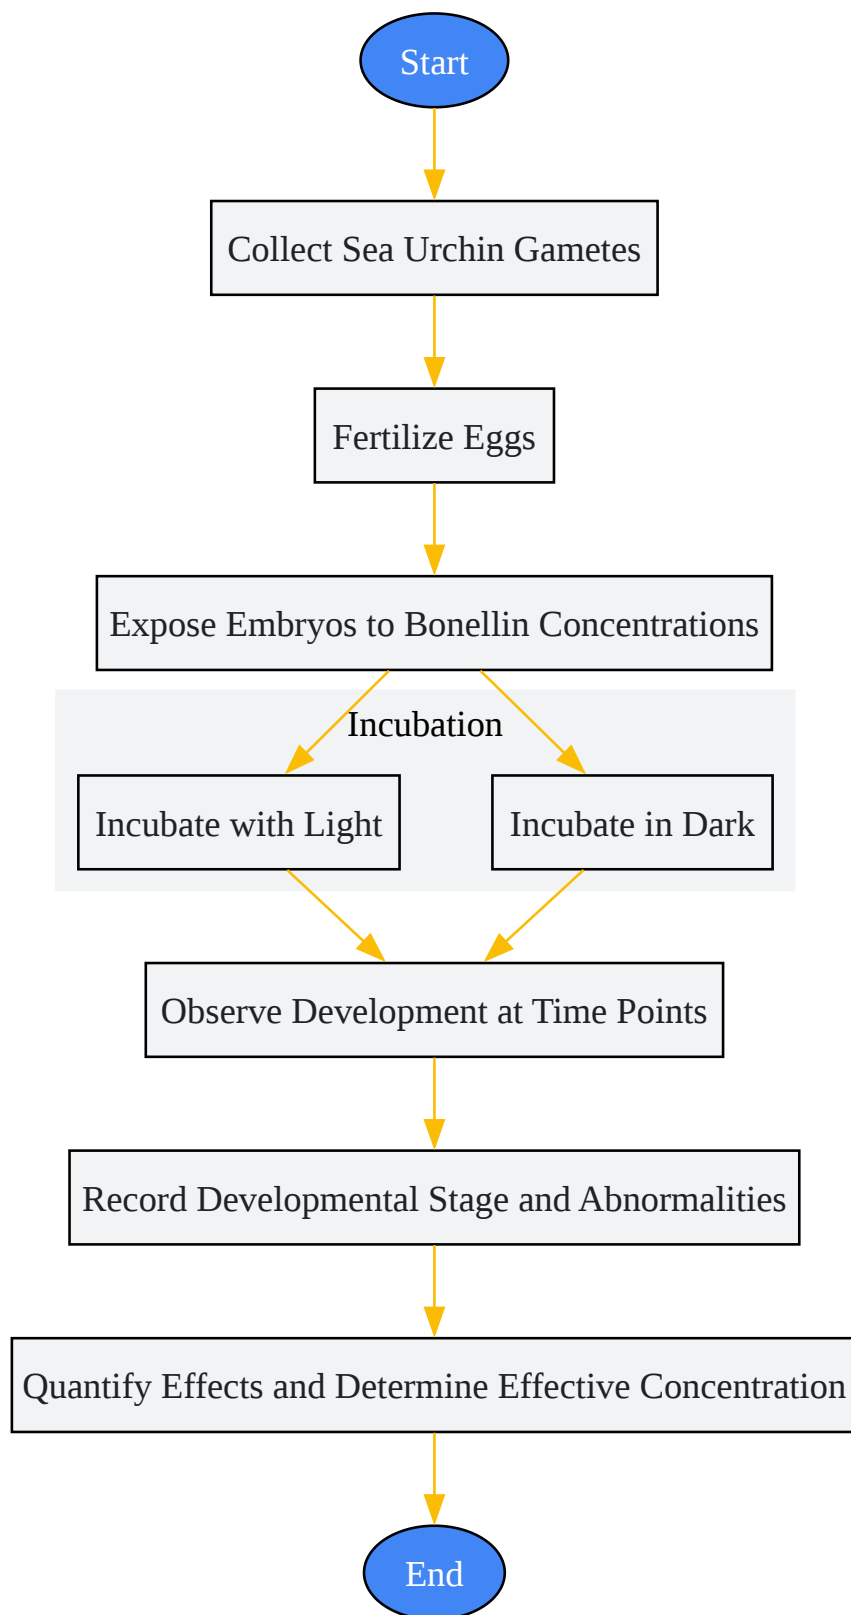 Start
Collect Sea Urchin Gametes
Fertilize Eggs
Expose Embryos to Bonellin Concentrations
Incubation
Incubate with Light
Incubate in Dark
Observe Development at Time Points
Record Developmental Stage and Abnormalities
Quantify Effects and Determine Effective Concentration
End